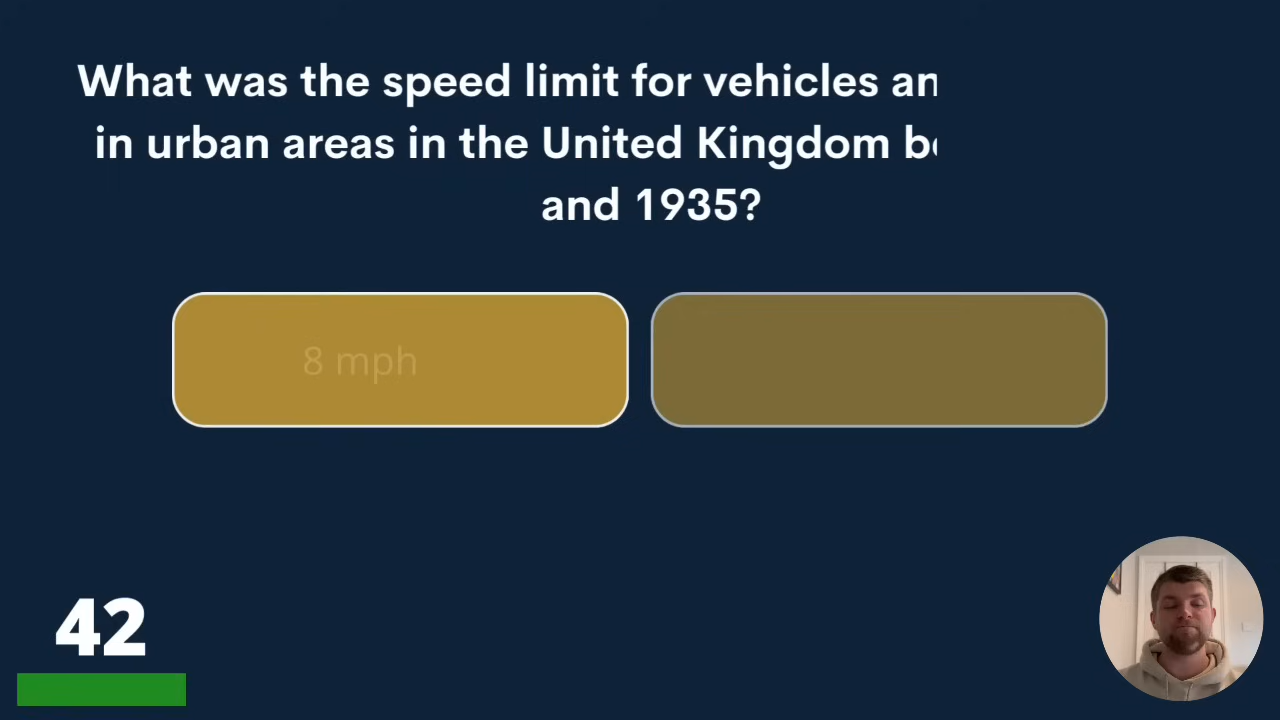 What was the speed limit for vehicles an
in urban areas in the United Kingdom b
and 1935?
8 mph
42